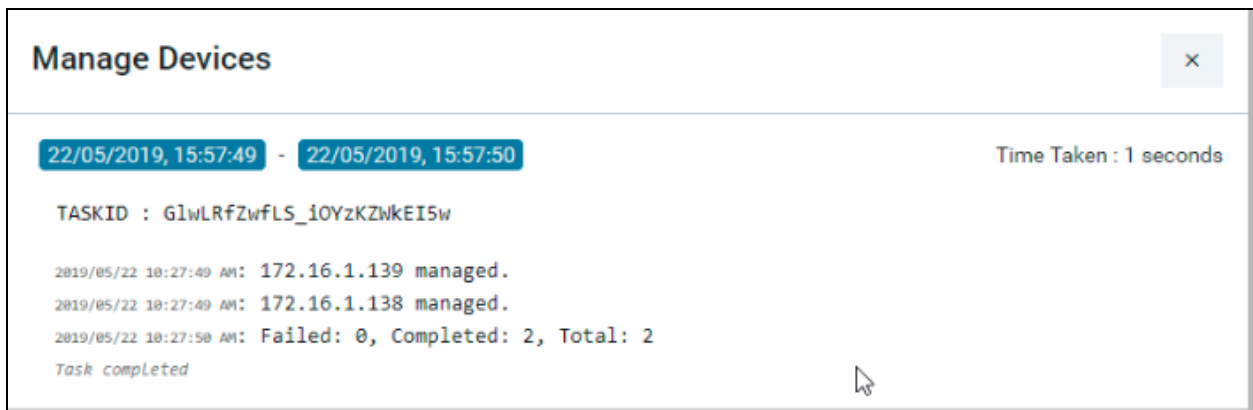 Manage Devices
×
22/05/2019, 15:57:49 - 22/05/2019, 15:57:50 Time Taken : 1 seconds
TASKID : GlwLRfZwfLS_iOYzKZWkEI5w
2019/05/22 10:27:49 AM: 172.16.1.139 managed.
2019/05/22 10:27:49 AM: 172.16.1.138 managed.
2019/05/22 10:27:50 AM: Failed: 0, Completed: 2, Total: 2
Task completed